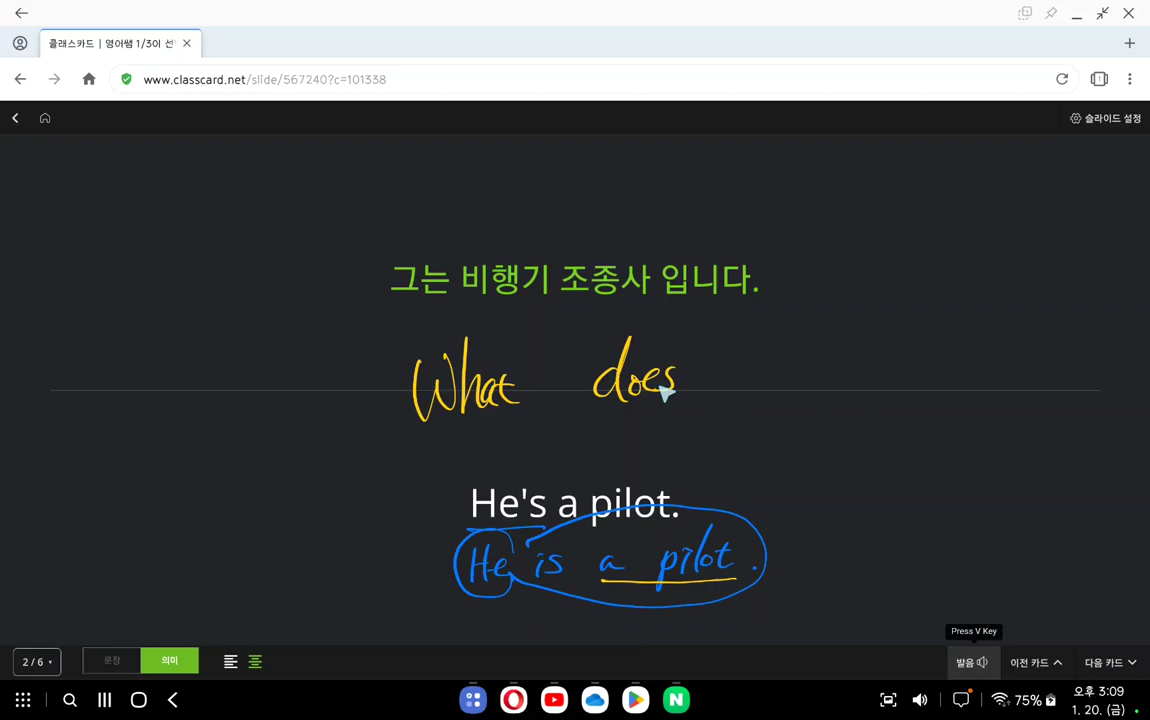 클래스카드 | 영어쌤 1/3이 선
www.classcard.net/slide/567240?c=101338
슬라이드 설정
그는 비행기 조종사 입니다.
What does
He's a pilot.
He is a pilot.
Press V Key
2 / 6
문장
의미
발음
이전 카드
다음 카드
N
75%
오후 3:09
1. 20. (금)